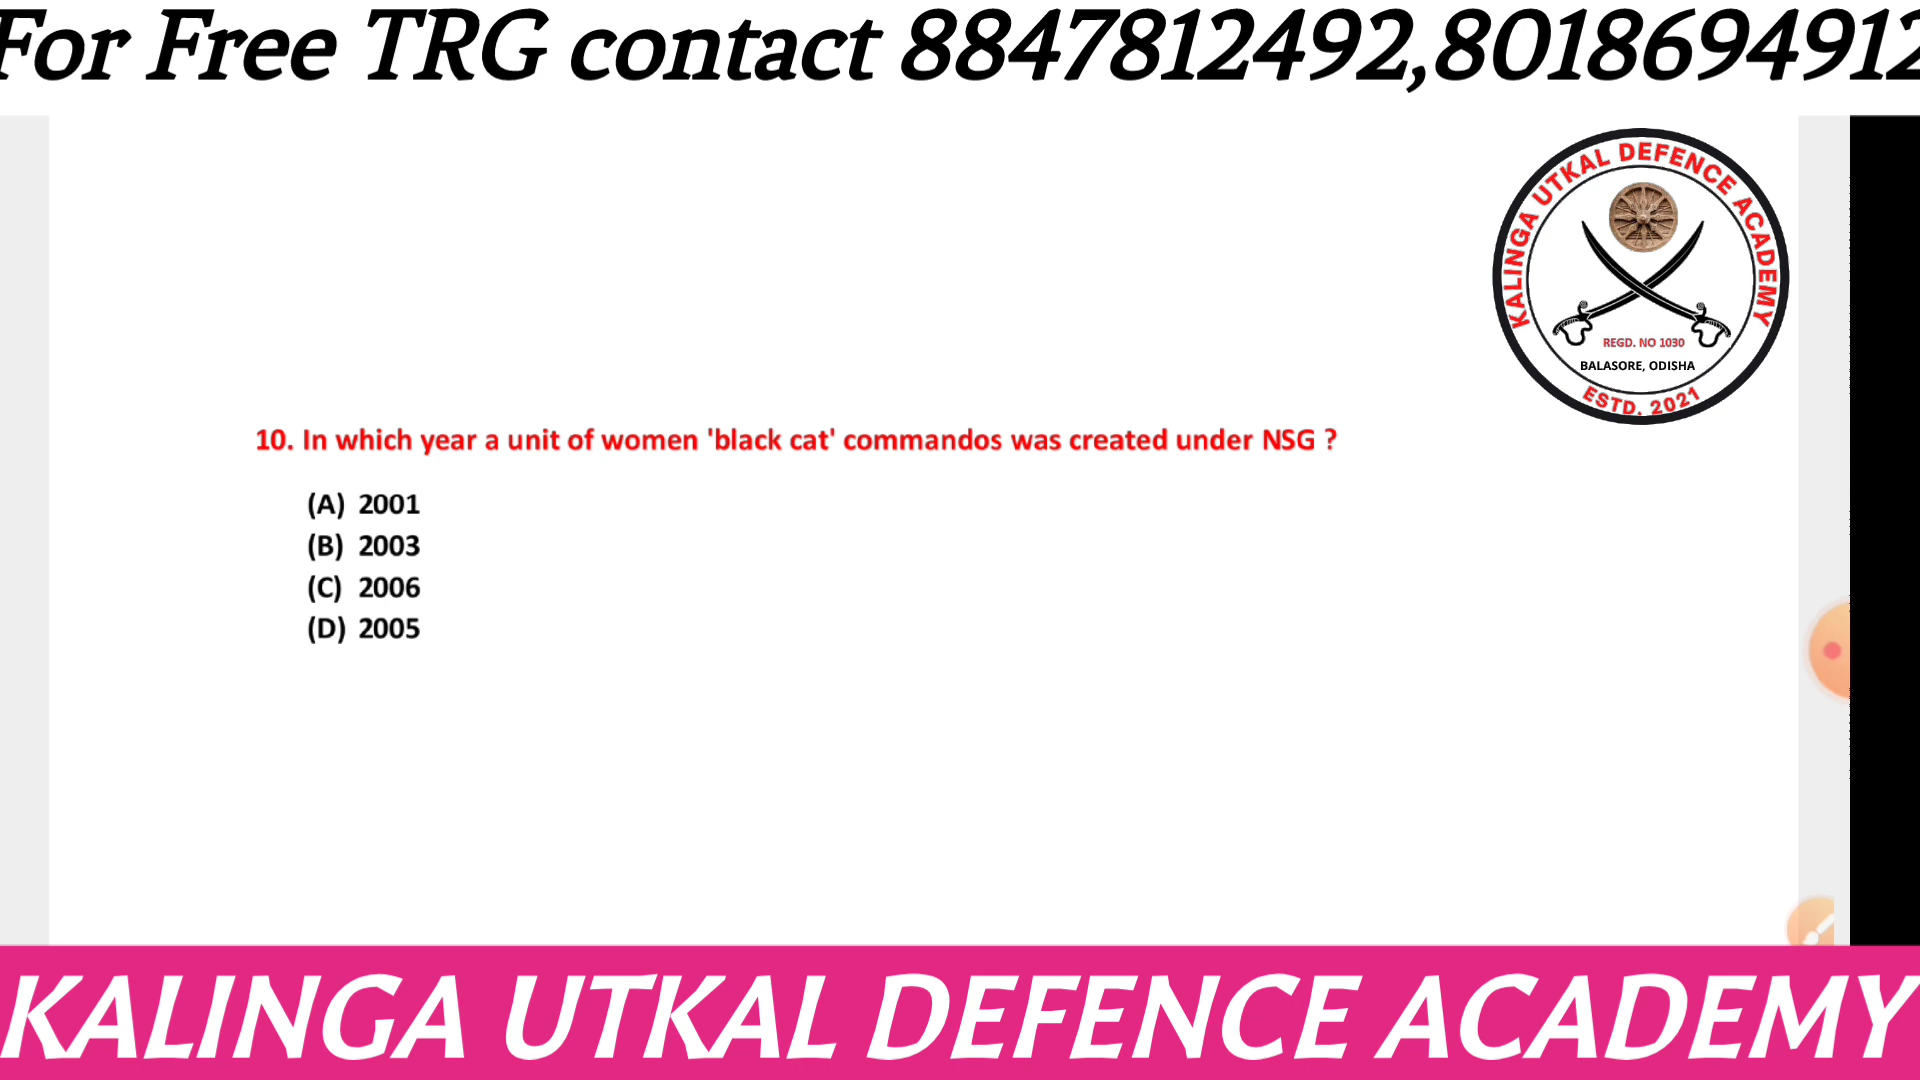 For Free TRG contact 8847812492,8018694912
KALINGA UTKAL DEFENCE ACADEMY
REGD. NO 1030
BALASORE, ODISHA
ESTD. 2021
10. In which year a unit of women 'black cat' commandos was created under NSG ?
(A) 2001
(B) 2003
(C) 2006
(D) 2005
KALINGA UTKAL DEFENCE ACADEMY